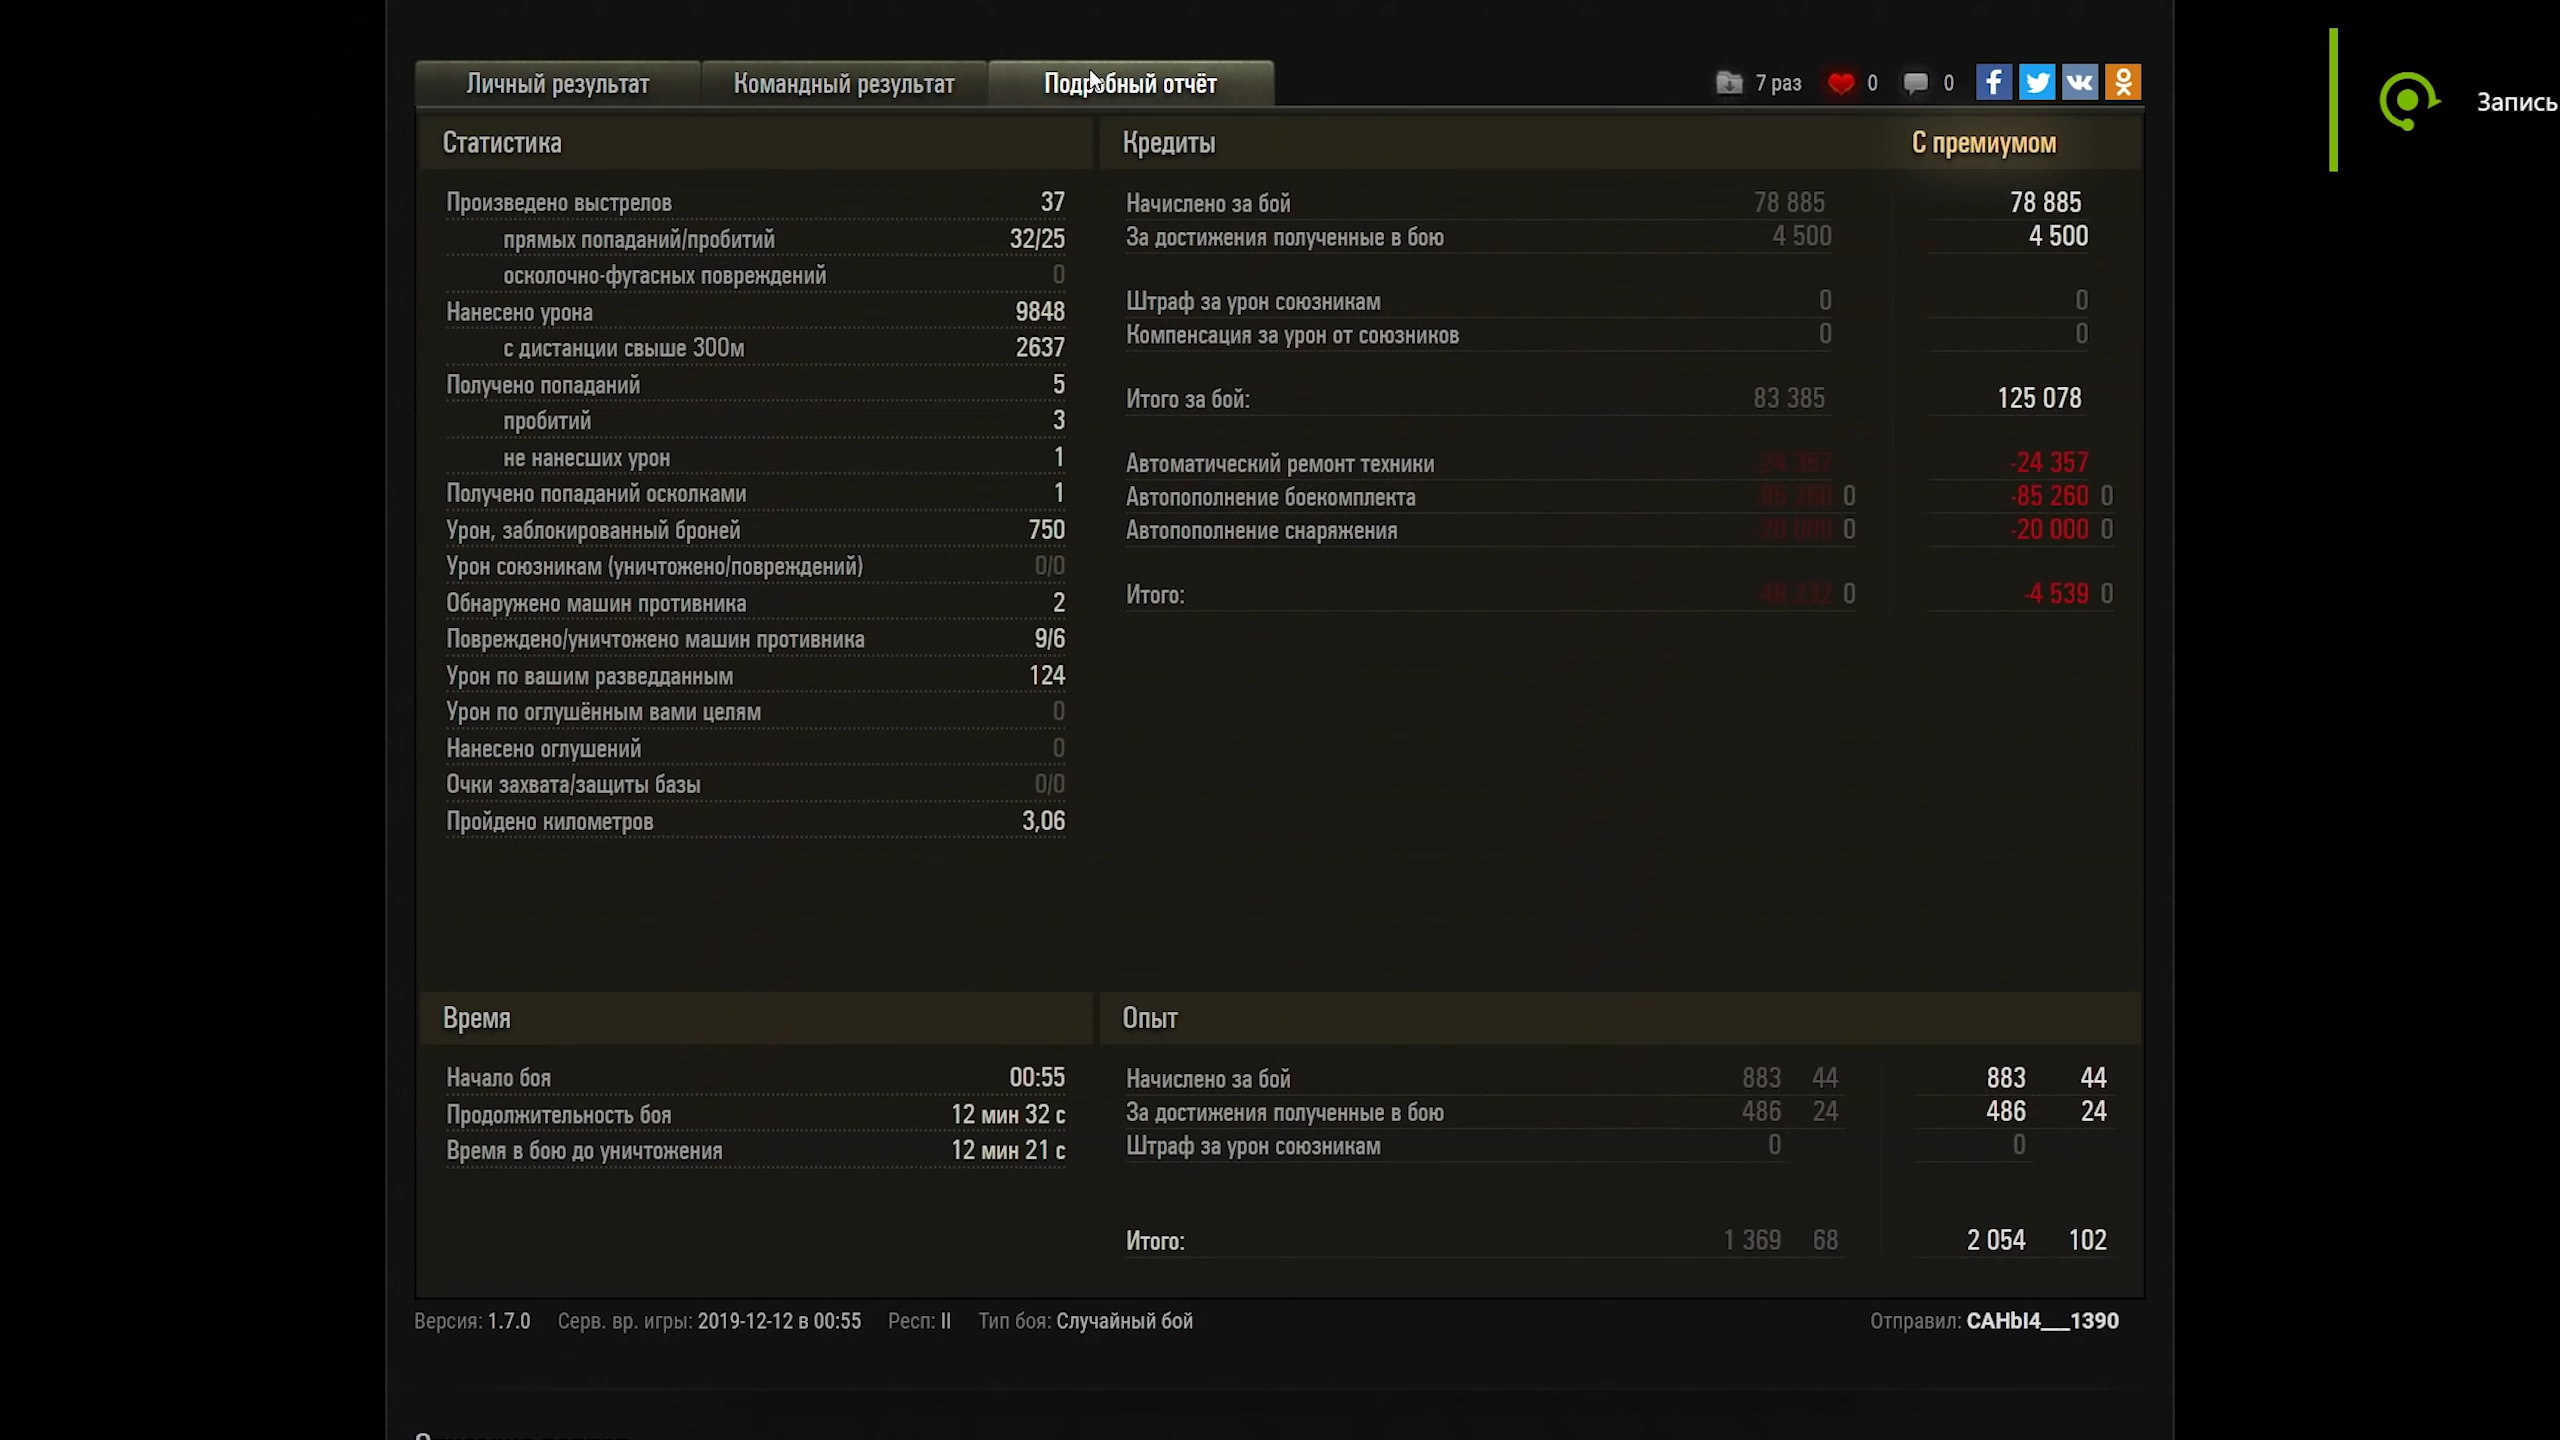 Личный результат Командный результат Подробный отчёт 7 раз 0 0
Запись
Статистика
Произведено выстрелов 37
прямых попаданий/пробитий 32/25
осколочно-фугасных повреждений 0
Нанесено урона 9848
с дистанции свыше 300м 2637
Получено попаданий 5
пробитий 3
не нанесших урон 1
Получено попаданий осколками 1
Урон, заблокированный броней 750
Урон союзникам (уничтожено/повреждений) 0/0
Обнаружено машин противника 2
Повреждено/уничтожено машин противника 9/6
Урон по вашим разведданным 124
Урон по оглушённым вами целям 0
Нанесено оглушений 0
Очки захвата/защиты базы 0/0
Пройдено километров 3,06
Кредиты С премиумом
Начислено за бой 78 885 78 885
За достижения полученные в бою 4 500 4 500
Штраф за урон союзникам 0 0
Компенсация за урон от союзников 0 0
Итого за бой: 83 385 125 078
Автоматический ремонт техники -24 357 -24 357
Автопополнение боекомплекта -85 260 0 -85 260 0
Автопополнение снаряжения -20 000 0 -20 000 0
Итого: -46 232 0 -4 539 0
Время
Начало боя 00:55
Продолжительность боя 12 мин 32 с
Время в бою до уничтожения 12 мин 21 с
Опыт
Начислено за бой 883 44 883 44
За достижения полученные в бою 486 24 486 24
Штраф за урон союзникам 0 0
Итого: 1 369 68 2 054 102
Версия: 1.7.0 Серв. вр. игры: 2019-12-12 в 00:55 Респ: II Тип боя: Случайный бой Отправил: CAHbI4___1390